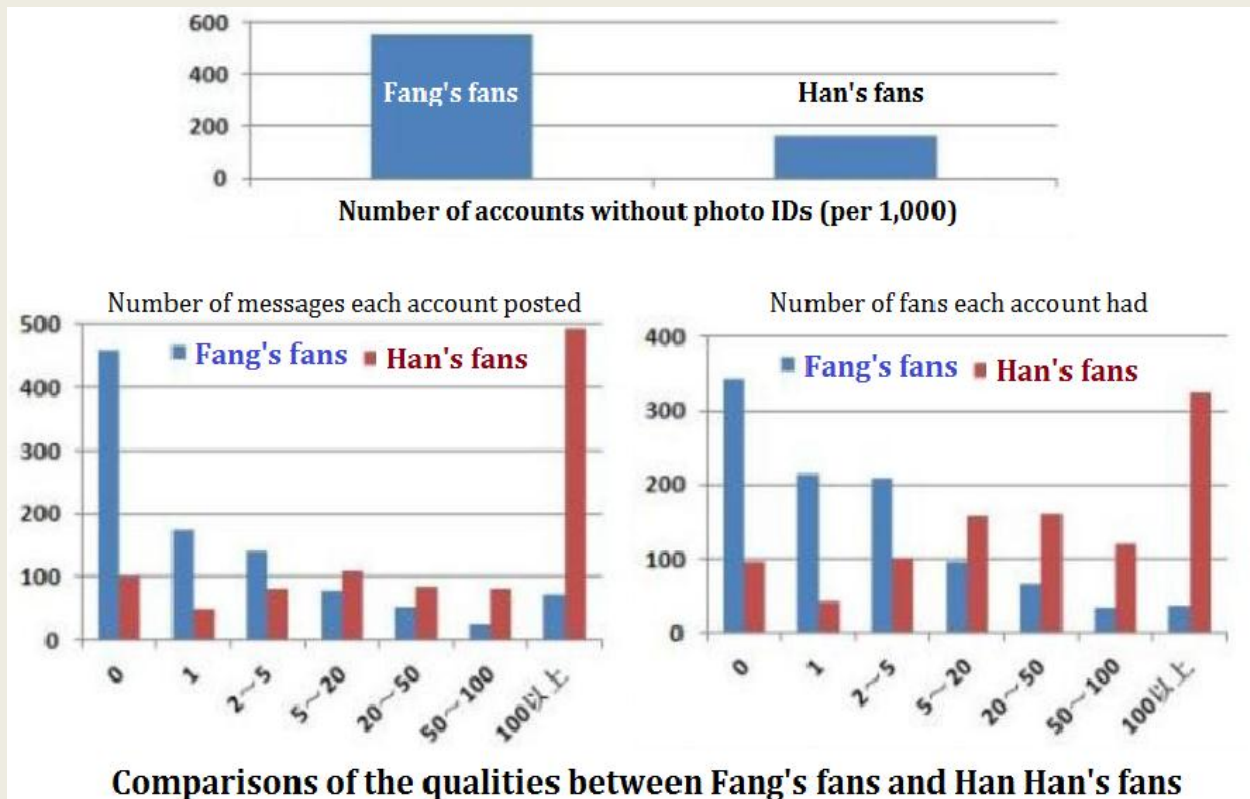 600
400
200
0
Fang's fans
Han's fans
Number of accounts without photo IDs (per 1,000)
Number of messages each account posted
500
400
300
200
100
0
Fang's fans
Han's fans
0
1
2～5
5～20
20～50
50～100
100以上
Number of fans each account had
400
300
200
100
0
Fang's fans
Han's fans
0
1
2～5
5～20
20～50
50～100
100以上
Comparisons of the qualities between Fang's fans and Han Han's fans